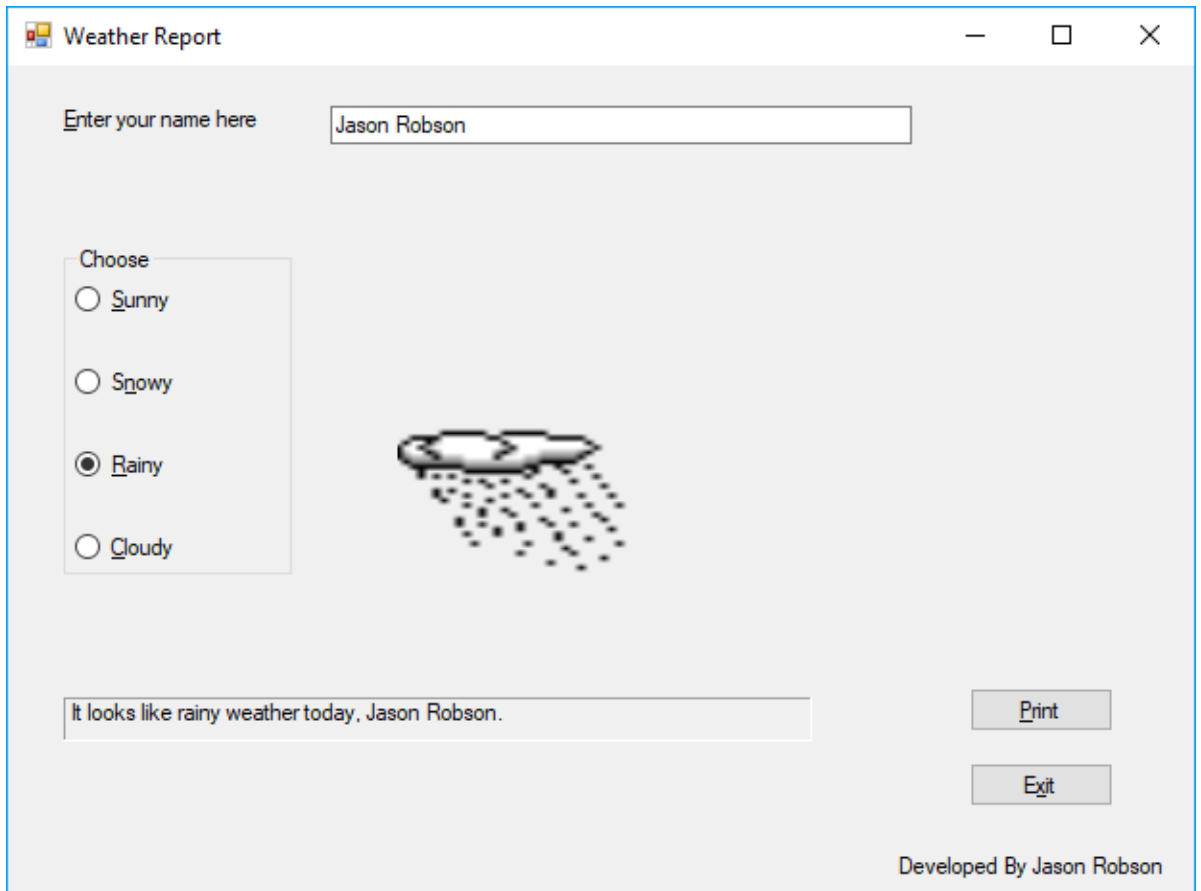 Weather Report
Enter your name here
Jason Robson
Choose
Sunny
Snowy
Rainy
Cloudy
It looks like rainy weather today, Jason Robson.
Print
Exit
Developed By Jason Robson